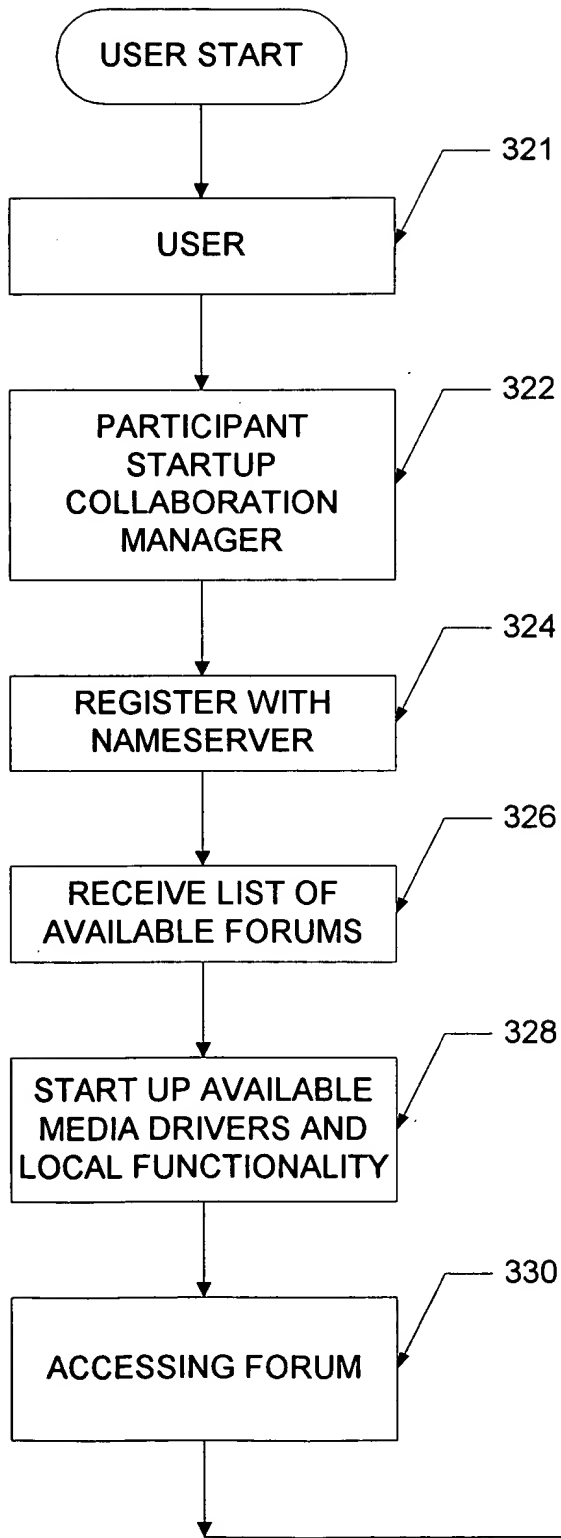 USER START
321
USER
322
PARTICIPANT
STARTUP
COLLABORATION
MANAGER
324
REGISTER WITH
NAMESERVER
326
RECEIVE LIST OF
AVAILABLE FORUMS
328
START UP AVAILABLE
MEDIA DRIVERS AND
LOCAL FUNCTIONALITY
330
ACCESSING FORUM